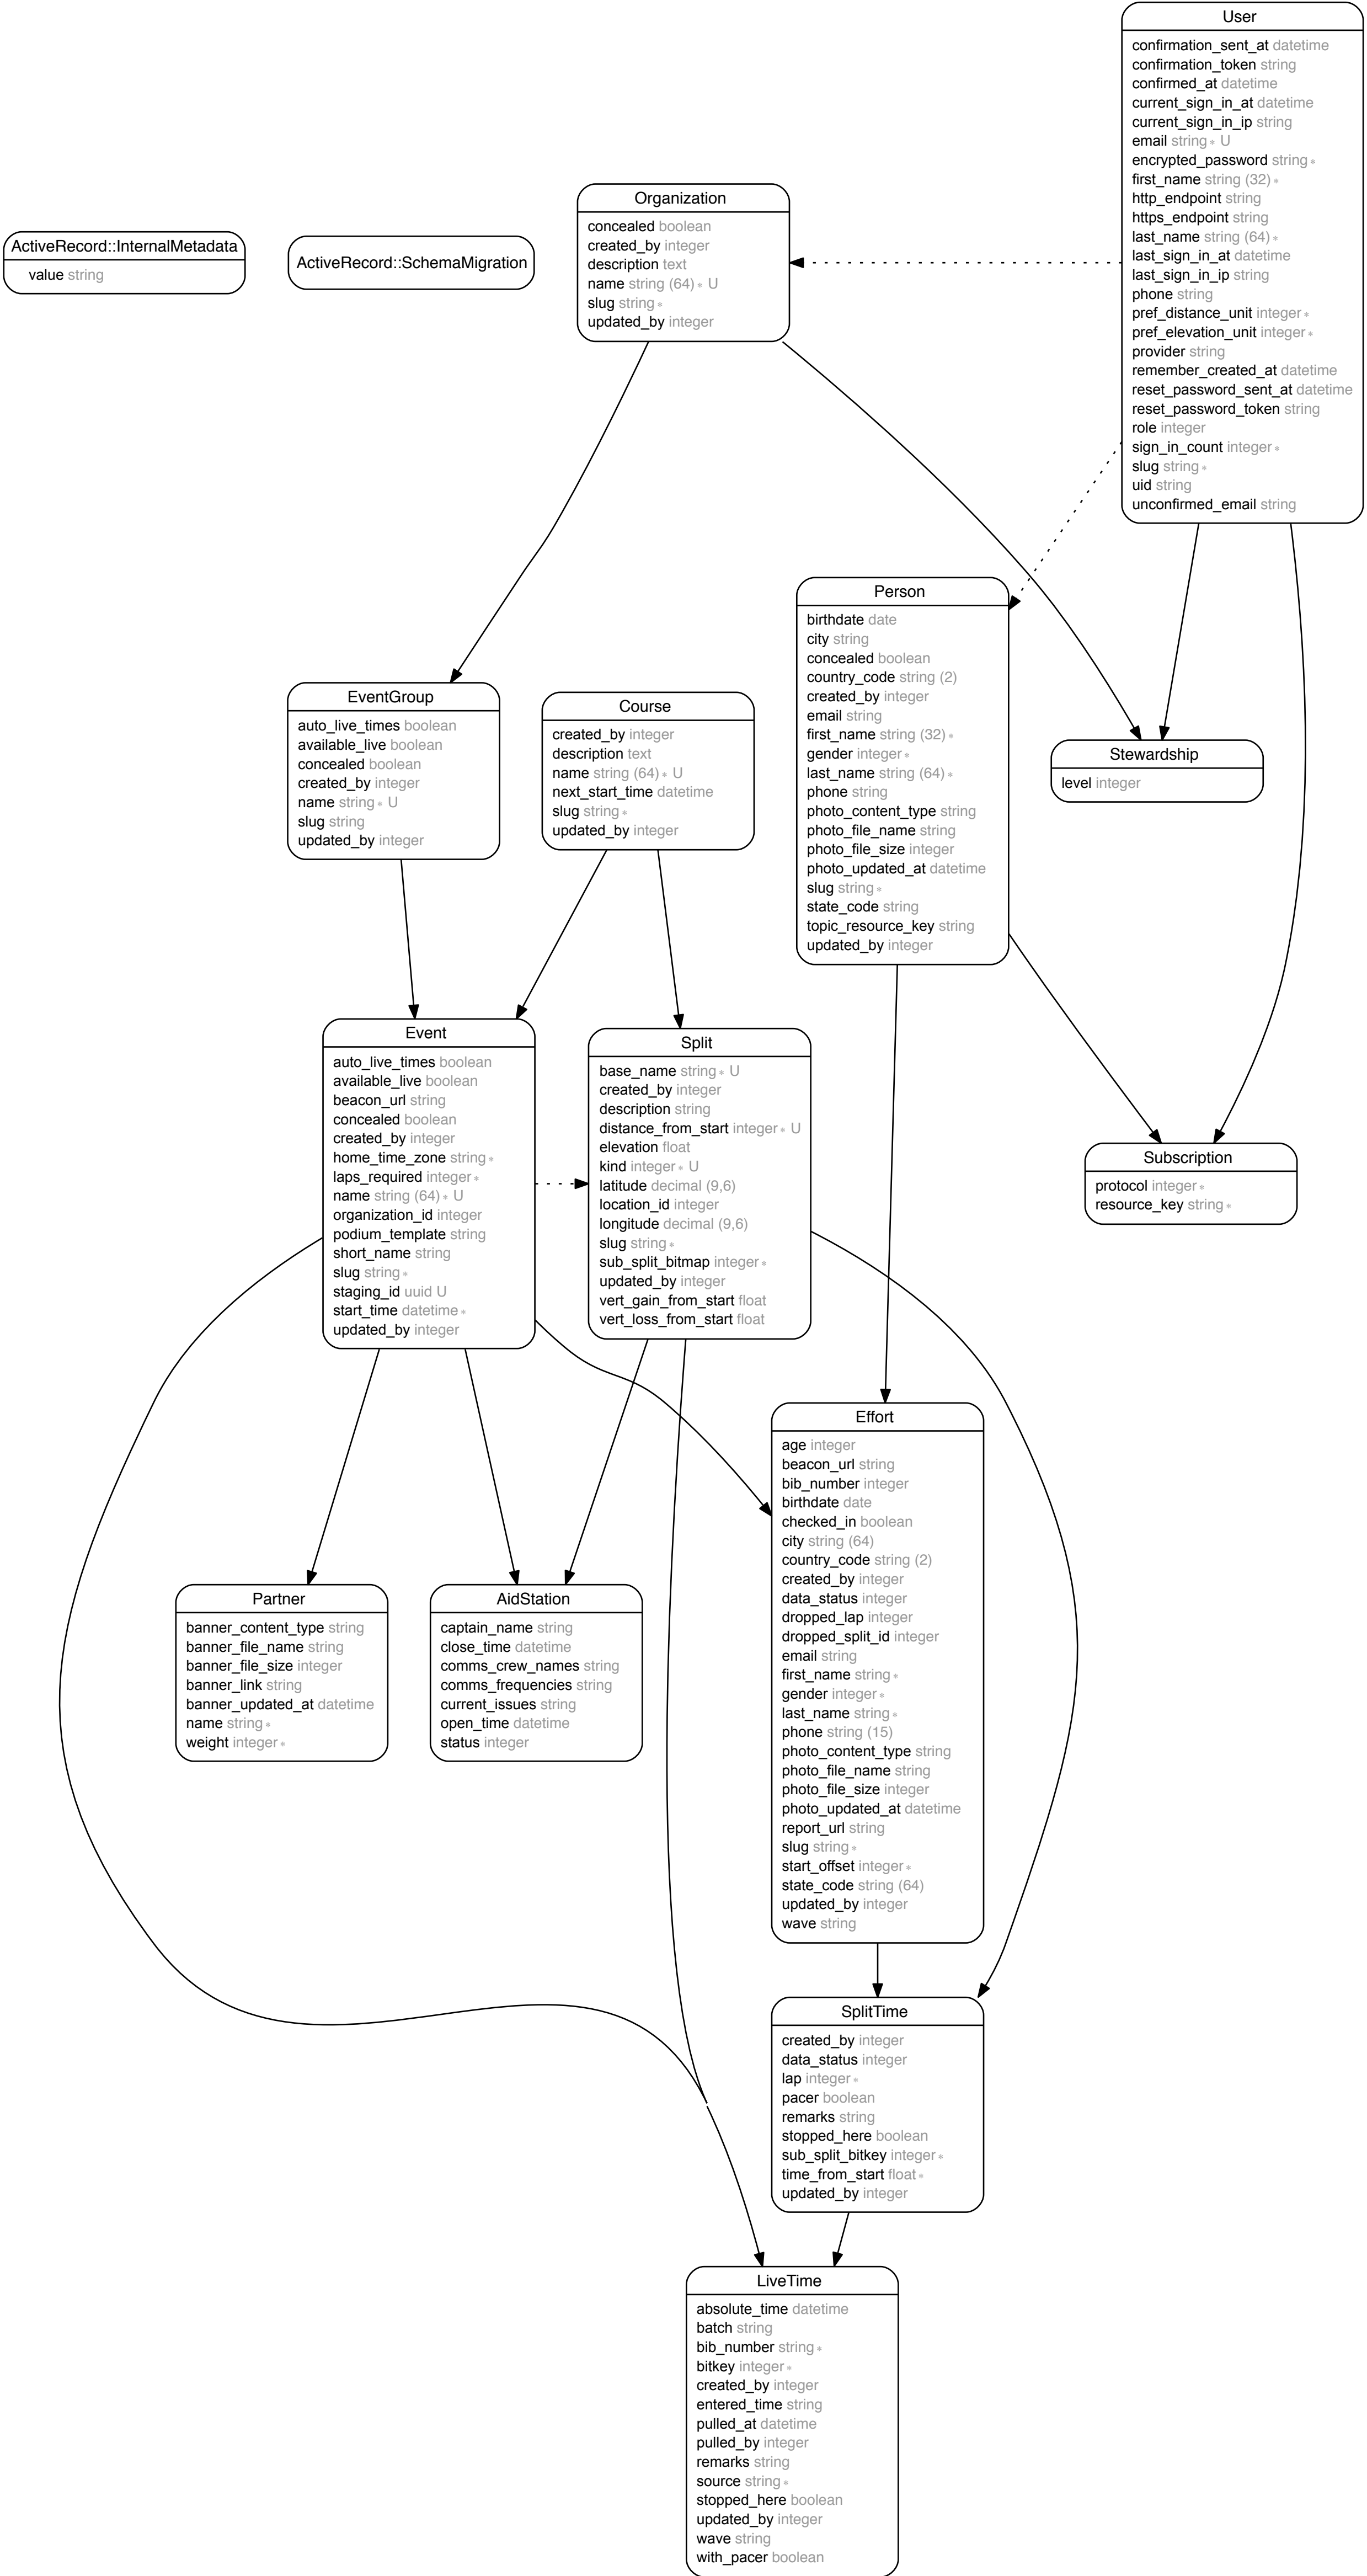 User
confirmation_sent_at datetime
confirmation_token string
confirmed_at datetime
current_sign_in_at datetime
current_sign_in_ip string
email string∗ U
encrypted_password string∗
first_name string (32)∗
http_endpoint string
https_endpoint string
last_name string (64)∗
last_sign_in_at datetime
last_sign_in_ip string
phone string
pref_distance_unit integer∗
pref_elevation_unit integer∗
provider string
remember_created_at datetime
reset_password_sent_at datetime
reset_password_token string
role integer
sign_in_count integer∗
slug string∗
uid string
unconfirmed_email string
Organization
concealed boolean
created_by integer
description text
name string (64)∗ U
slug string∗
updated_by integer
ActiveRecord::InternalMetadata
value string
ActiveRecord::SchemaMigration
Person
birthdate date
city string
concealed boolean
country_code string (2)
created_by integer
email string
first_name string (32)∗
gender integer∗
last_name string (64)∗
phone string
photo_content_type string
photo_file_name string
photo_file_size integer
photo_updated_at datetime
slug string∗
state_code string
topic_resource_key string
updated_by integer
EventGroup
auto_live_times boolean
available_live boolean
concealed boolean
created_by integer
name string∗ U
slug string
updated_by integer
Course
created_by integer
description text
name string (64)∗ U
next_start_time datetime
slug string∗
updated_by integer
Stewardship
level integer
Event
auto_live_times boolean
available_live boolean
beacon_url string
concealed boolean
created_by integer
home_time_zone string∗
laps_required integer∗
name string (64)∗ U
organization_id integer
podium_template string
short_name string
slug string∗
staging_id uuid U
start_time datetime∗
updated_by integer
Split
base_name string∗ U
created_by integer
description string
distance_from_start integer∗ U
elevation float
kind integer∗ U
latitude decimal (9,6)
location_id integer
longitude decimal (9,6)
slug string∗
sub_split_bitmap integer∗
updated_by integer
vert_gain_from_start float
vert_loss_from_start float
Subscription
protocol integer∗
resource_key string∗
Effort
age integer
beacon_url string
bib_number integer
birthdate date
checked_in boolean
city string (64)
country_code string (2)
created_by integer
data_status integer
dropped_lap integer
dropped_split_id integer
email string
first_name string∗
gender integer∗
last_name string∗
phone string (15)
photo_content_type string
photo_file_name string
photo_file_size integer
photo_updated_at datetime
report_url string
slug string∗
start_offset integer∗
state_code string (64)
updated_by integer
wave string
Partner
banner_content_type string
banner_file_name string
banner_file_size integer
banner_link string
banner_updated_at datetime
name string∗
weight integer∗
AidStation
captain_name string
close_time datetime
comms_crew_names string
comms_frequencies string
current_issues string
open_time datetime
status integer
SplitTime
created_by integer
data_status integer
lap integer∗
pacer boolean
remarks string
stopped_here boolean
sub_split_bitkey integer∗
time_from_start float∗
updated_by integer
LiveTime
absolute_time datetime
batch string
bib_number string∗
bitkey integer∗
created_by integer
entered_time string
pulled_at datetime
pulled_by integer
remarks string
source string∗
stopped_here boolean
updated_by integer
wave string
with_pacer boolean